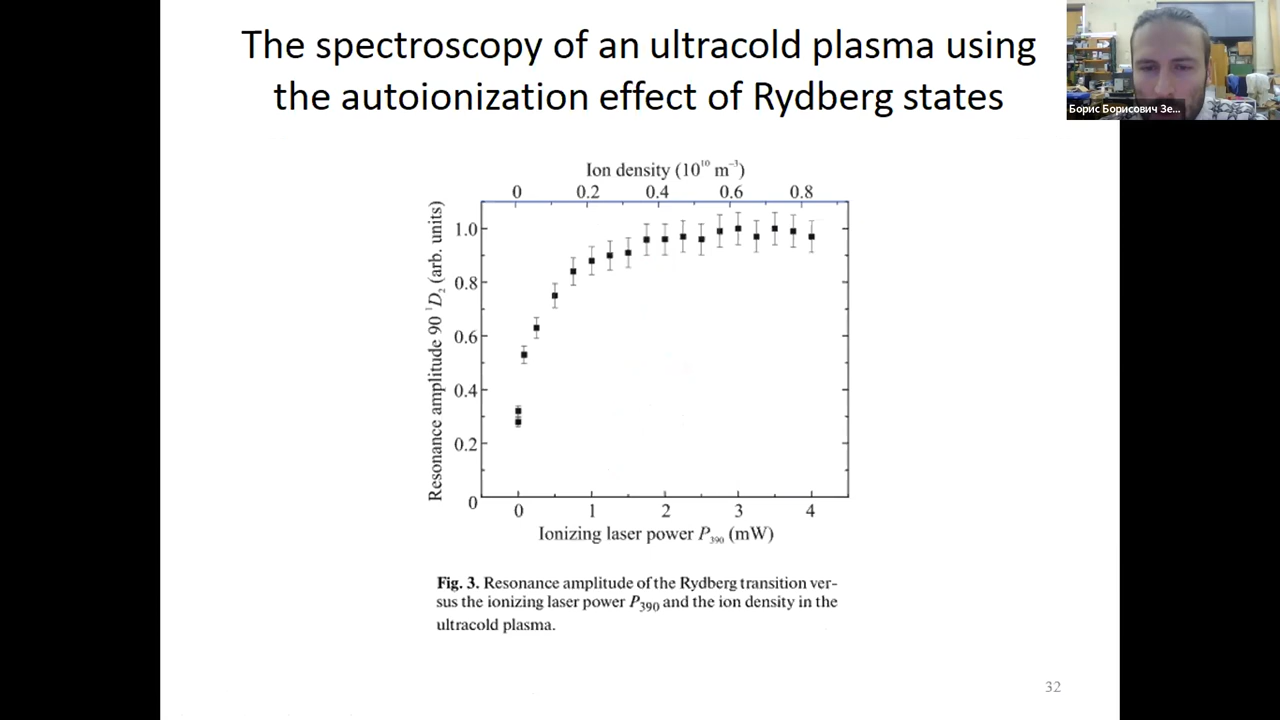 The spectroscopy of an ultracold plasma using
the autoionization effect of Rydberg states
Борис Борисович Зе...
Ion density (10¹⁰ m⁻³)
0 0.2 0.4 0.6 0.8
Resonance amplitude 90 ¹D₂ (arb. units)
1.0
0.8
0.6
0.4
0.2
0
0 1 2 3 4
Ionizing laser power P₃₉₀ (mW)
Fig. 3. Resonance amplitude of the Rydberg transition ver-
sus the ionizing laser power P₃₉₀ and the ion density in the
ultracold plasma.
32